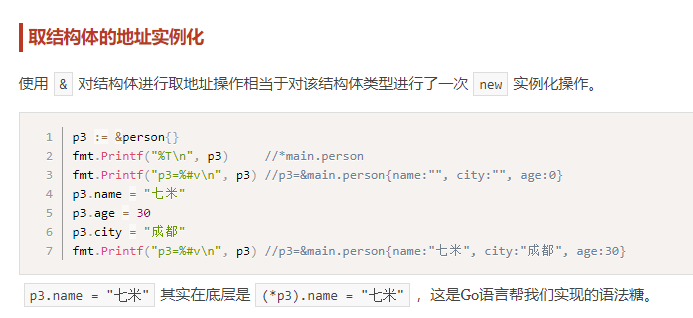 取结构体的地址实例化
使用 & 对结构体进行取地址操作相当于对该结构体类型进行了一次 new 实例化操作。
1 p3 := &person{}
2 fmt.Printf("%T\n", p3)     //*main.person
3 fmt.Printf("p3=%#v\n", p3) //p3=&main.person{name:"", city:"", age:0}
4 p3.name = "七米"
5 p3.age = 30
6 p3.city = "成都"
7 fmt.Printf("p3=%#v\n", p3) //p3=&main.person{name:"七米", city:"成都", age:30}
p3.name = "七米" 其实在底层是 (*p3).name = "七米" ，这是Go语言帮我们实现的语法糖。